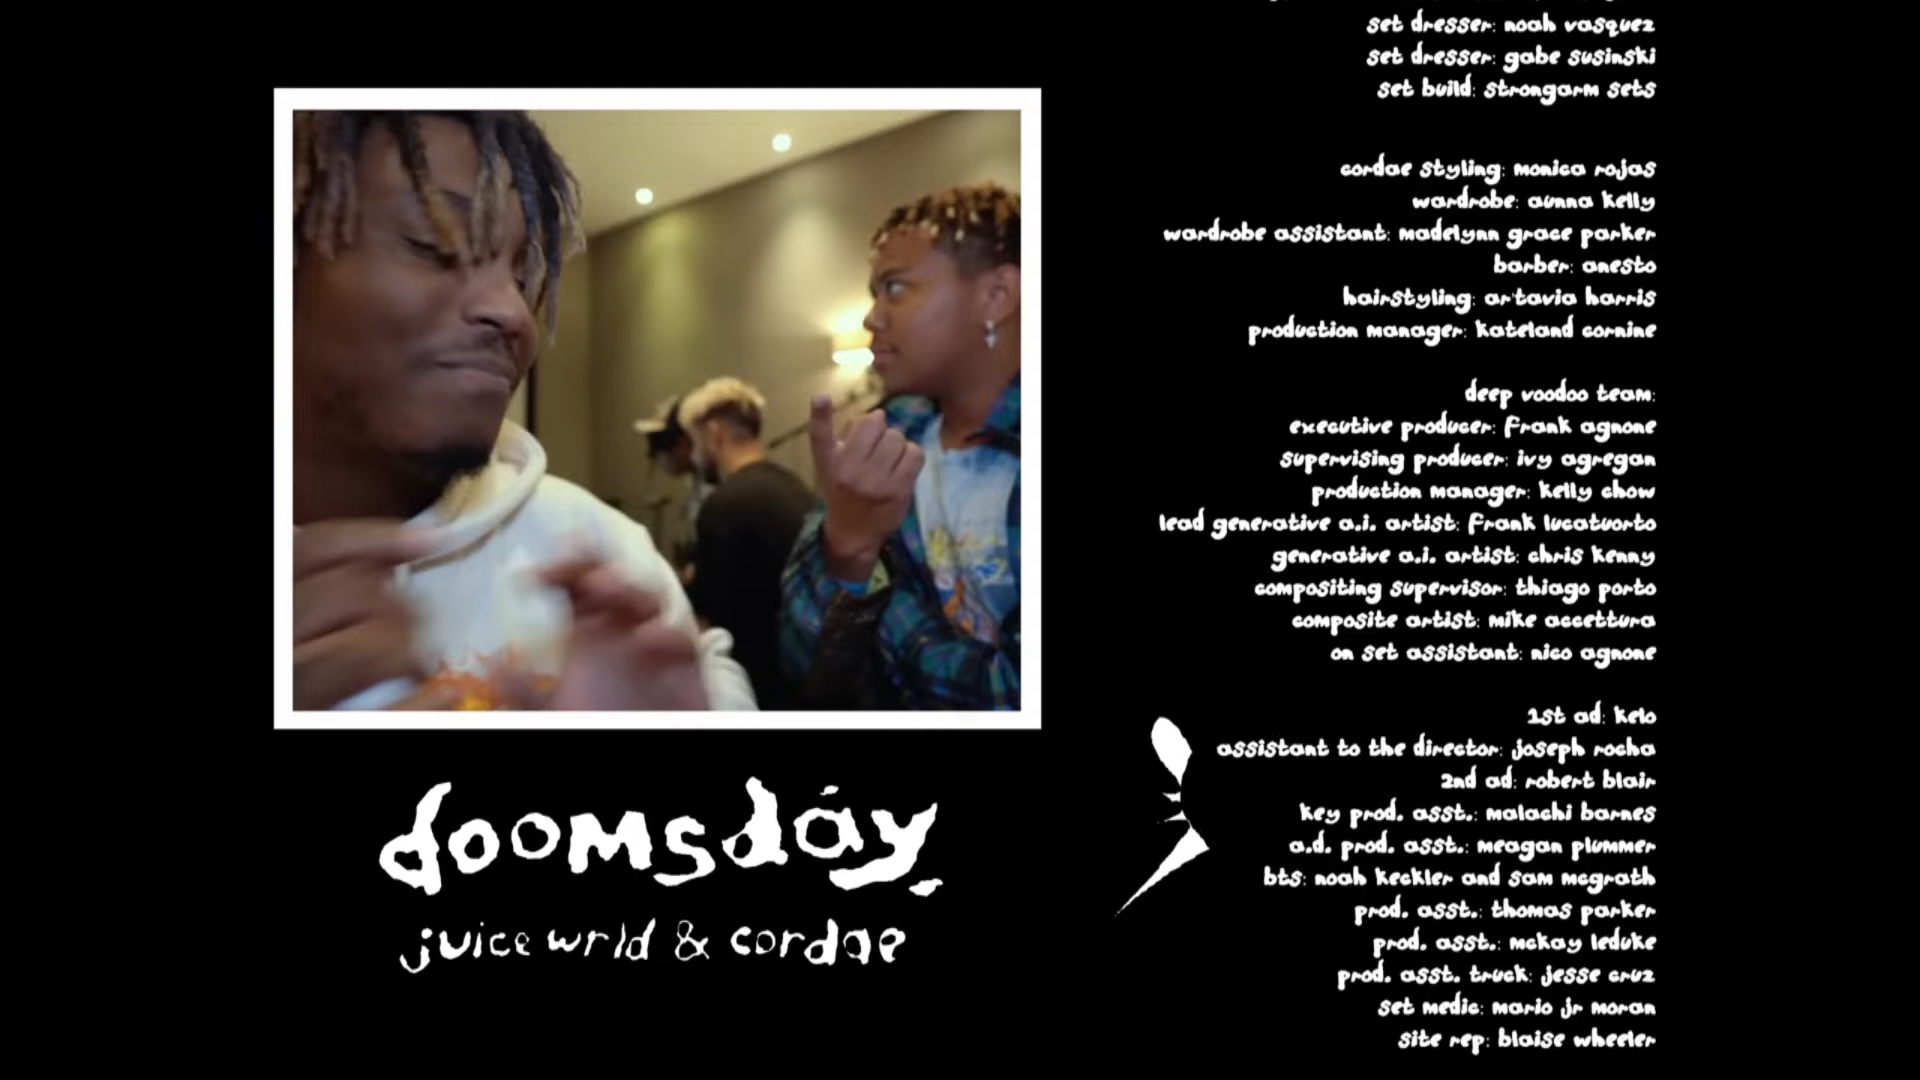 doomsday.
juice wrld & cordae
set dresser: noah vasquez
set dresser: gabe susinski
set build: strongarm sets
cordae styling: monica rojas
wardrobe: aunna kelly
wardrobe assistant: madelynn grace parker
barber: anesto
hairstyling: ar'tavia harris
production manager: kateland cornine
deep voodoo team:
executive producer: frank agnone
supervising producer: ivy agregan
production manager: kelly chow
lead generative a.i. artist: frank lucatuorto
generative a.i. artist: chris kenny
compositing supervisor: thiago porto
composite artist: mike accettura
on set assistant: nico agnone
1st ad: kelo
assistant to the director: joseph rocha
2nd ad: robert blair
key prod. asst.: malachi barnes
a.d. prod. asst.: meagan plummer
bts: noah keckler and sam mcgrath
prod. asst.: thomas parker
prod. asst.: mckay leduke
prod. asst. truck: jesse cruz
set medic: mario jr moran
site rep: blaise wheeler